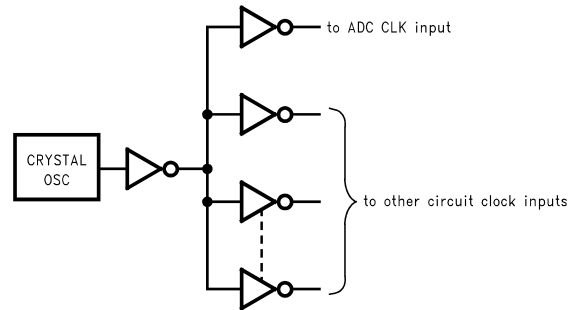 to ADC CLK input
CRYSTAL
OSC
to other circuit clock inputs